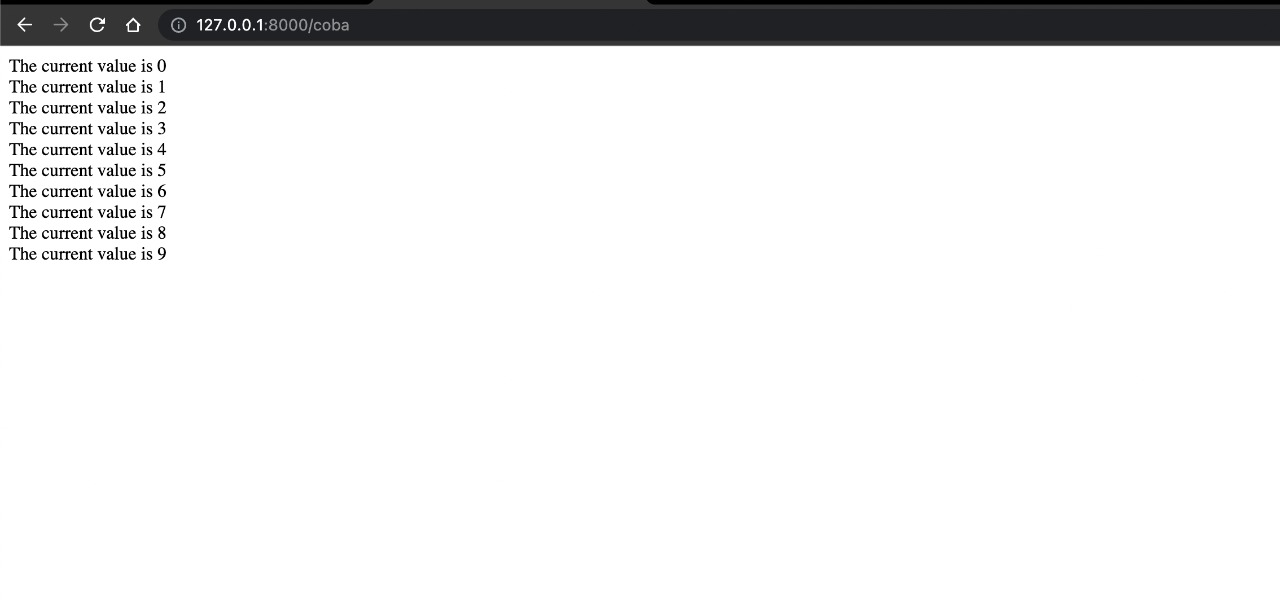 127.0.0.1:8000/coba
The current value is 0
The current value is 1
The current value is 2
The current value is 3
The current value is 4
The current value is 5
The current value is 6
The current value is 7
The current value is 8
The current value is 9